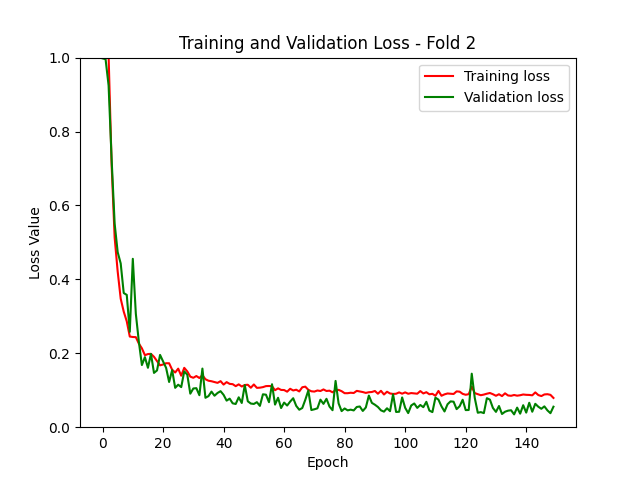 Training and Validation Loss - Fold 2
Training loss
Validation loss
Loss Value
1.0
0.8
0.6
0.4
0.2
0.0
0 20 40 60 80 100 120 140
Epoch